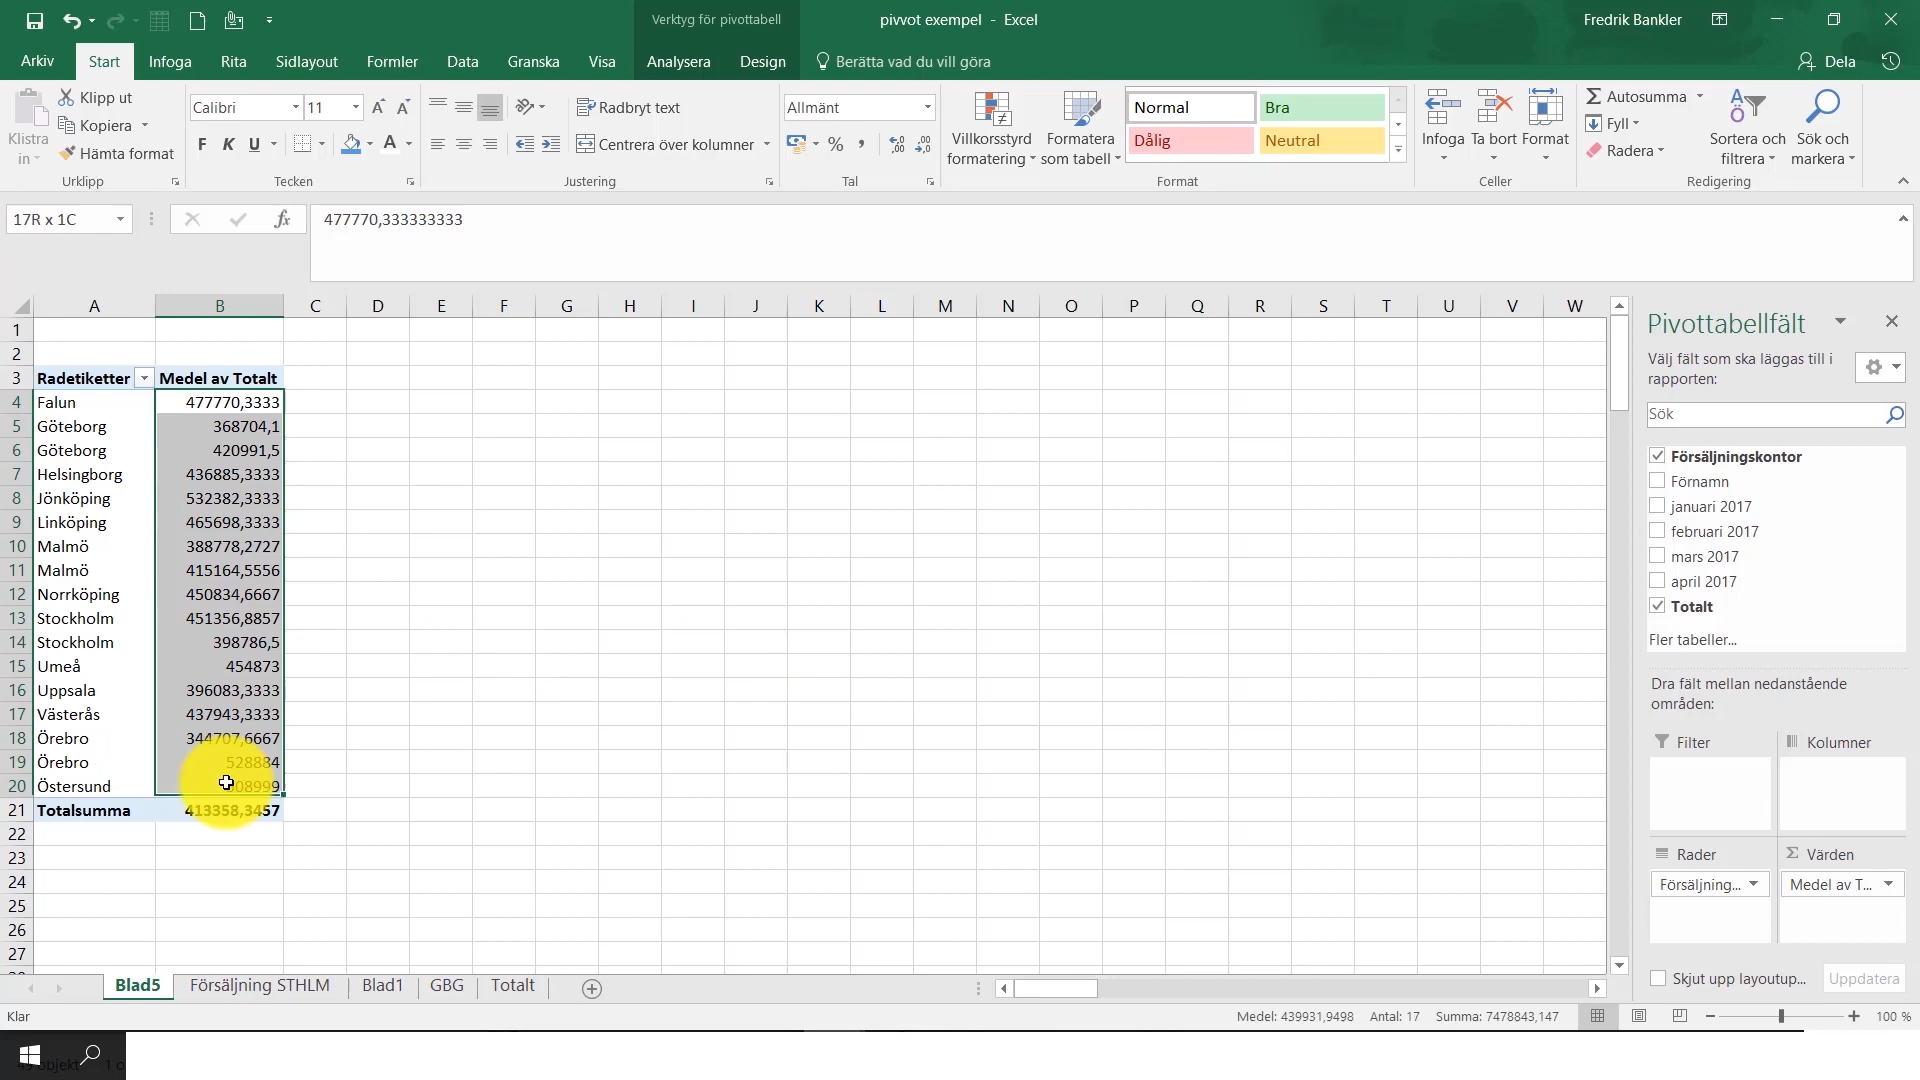 Verktyg för pivottabell
pivvot exempel - Excel
Fredrik Bankler
Arkiv Start Infoga Rita Sidlayout Formler Data Granska Visa Analysera Design Berätta vad du vill göra Dela
Klistra in
Klipp ut
Kopiera
Hämta format
Urklipp
Calibri 11
F K U A
Tecken
Radbryt text
Centrera över kolumner
Justering
Allmänt
%
Tal
Villkorsstyrd formatering
Formatera som tabell
Normal Bra
Dålig Neutral
Format
Infoga Ta bort Format
Celler
Autosumma
Fyll
Radera
Sortera och filtrera
Sök och markera
Redigering
17R x 1C
fx
477770,333333333
A B C D E F G H I J K L M N O P Q R S T U V W
1
2
3 Radetiketter Medel av Totalt
4 Falun 477770,3333
5 Göteborg 368704,1
6 Göteborg 420991,5
7 Helsingborg 436885,3333
8 Jönköping 532382,3333
9 Linköping 465698,3333
10 Malmö 388778,2727
11 Malmö 415164,5556
12 Norrköping 450834,6667
13 Stockholm 451356,8857
14 Stockholm 398786,5
15 Umeå 454873
16 Uppsala 396083,3333
17 Västerås 437943,3333
18 Örebro 344707,6667
19 Örebro 528884
20 Östersund
21 Totalsumma 413358,3457
22
23
24
25
26
27
Pivottabellfält
Välj fält som ska läggas till i
rapporten:
Sök
Försäljningskontor
Förnamn
januari 2017
februari 2017
mars 2017
april 2017
Totalt
Fler tabeller...
Dra fält mellan nedanstående
områden:
Filter Kolumner
Rader Värden
Försäljning... Medel av T...
Skjut upp layoutup... Uppdatera
Blad5 Försäljning STHLM Blad1 GBG Totalt
Klar
Medel: 439931,9498 Antal: 17 Summa: 7478843,147
100 %
objekt